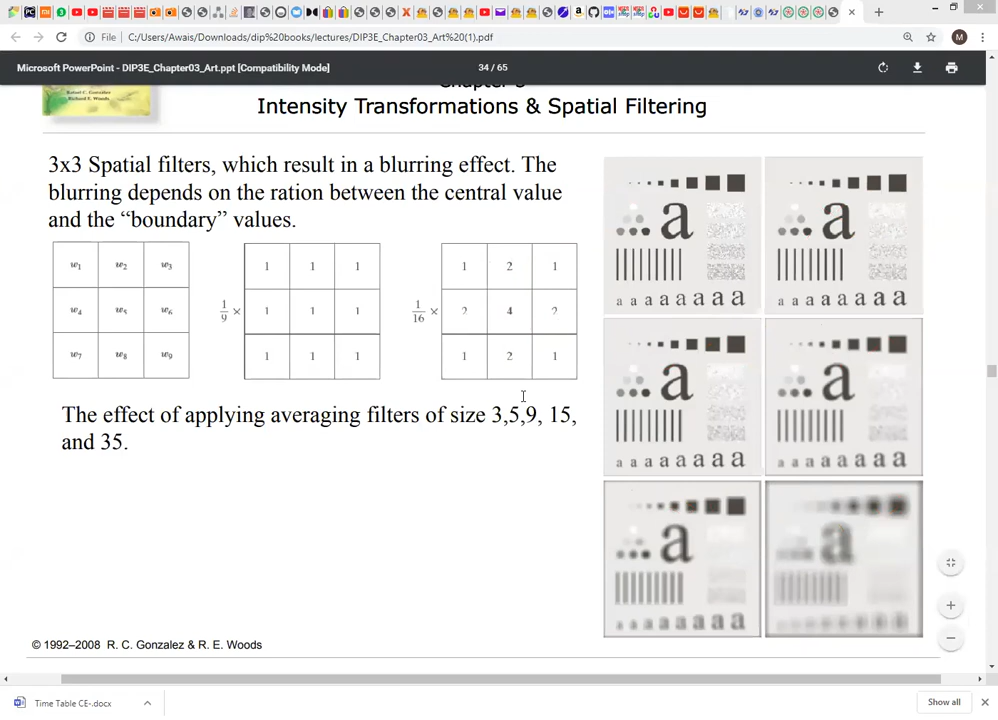 File | C:/Users/Awais/Downloads/dip%20books/lectures/DIP3E_Chapter03_Art%20(1).pdf
M
Microsoft PowerPoint - DIP3E_Chapter03_Art.ppt [Compatibility Mode]
34 / 65
Rafael C. Gonzalez
Richard E. Woods
Intensity Transformations & Spatial Filtering
3x3 Spatial filters, which result in a blurring effect. The
blurring depends on the ration between the central value
and the “boundary” values.
w1 w2 w3
w4 w5 w6
w7 w8 w9
1/9 ×
1 1 1
1 1 1
1 1 1
1/16 ×
1 2 1
2 4 2
1 2 1
The effect of applying averaging filters of size 3,5,9, 15,
and 35.
a
a a a a a a a a
a
a a a a a a a a
a
a a a a a a a a
a
a a a a a a a a
a
a a a a a a a a
a
© 1992–2008 R. C. Gonzalez & R. E. Woods
Time Table CE-.docx
Show all